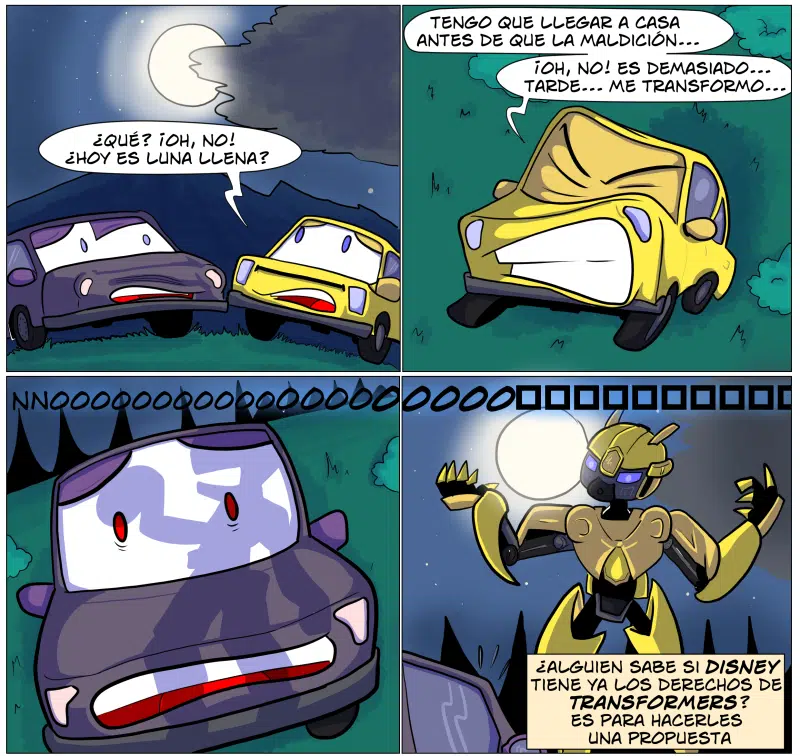 ¿QUÉ? ¡OH, NO!
¿HOY ES LUNA LLENA?
TENGO QUE LLEGAR A CASA
ANTES DE QUE LA MALDICIÓN...
¡OH, NO! ES DEMASIADO...
TARDE... ME TRANSFORMO...
NNOOOOOOOOOOOOOOOOOOOOOOO□□□□□□□□□□
¿ALGUIEN SABE SI DISNEY
TIENE YA LOS DERECHOS DE
TRANSFORMERS?
ES PARA HACERLES
UNA PROPUESTA